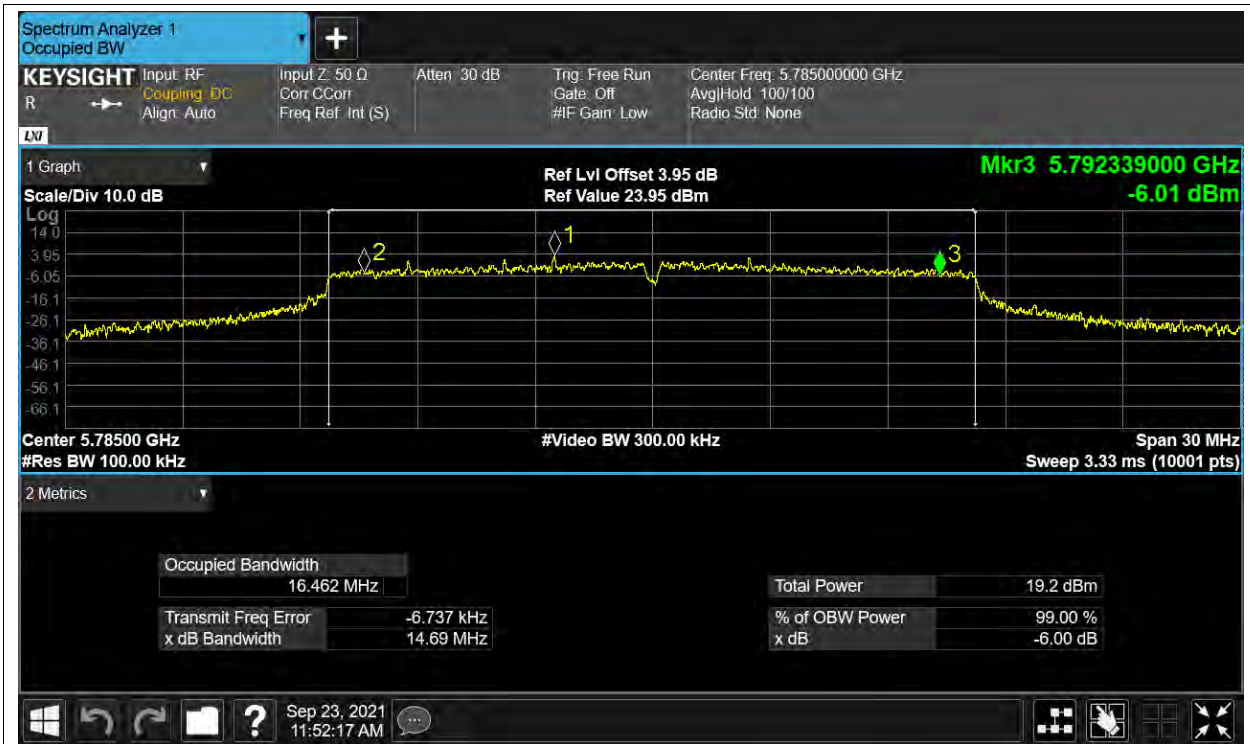 Spectrum Analyzer 1
Occupied BW
KEYSIGHT
R
LXI
Input: RF
Coupling: DC
Align: Auto
Input Z: 50 Ω
Corr CCorr
Freq Ref: Int (S)
Atten: 30 dB
Trig: Free Run
Gate: Off
#IF Gain: Low
Center Freq: 5.785000000 GHz
Avg|Hold: 100/100
Radio Std: None
1 Graph
Scale/Div 10.0 dB
Ref Lvl Offset 3.95 dB
Ref Value 23.95 dBm
Mkr3 5.792339000 GHz
-6.01 dBm
Log
14.0
3.95
-6.05
-16.1
-26.1
-36.1
-46.1
-56.1
-66.1
2
1
3
Center 5.78500 GHz
#Res BW 100.00 kHz
#Video BW 300.00 kHz
Span 30 MHz
Sweep 3.33 ms (10001 pts)
2 Metrics
Occupied Bandwidth
16.462 MHz
Transmit Freq Error -6.737 kHz
x dB Bandwidth 14.69 MHz
Total Power 19.2 dBm
% of OBW Power 99.00 %
x dB -6.00 dB
?
Sep 23, 2021
11:52:17 AM